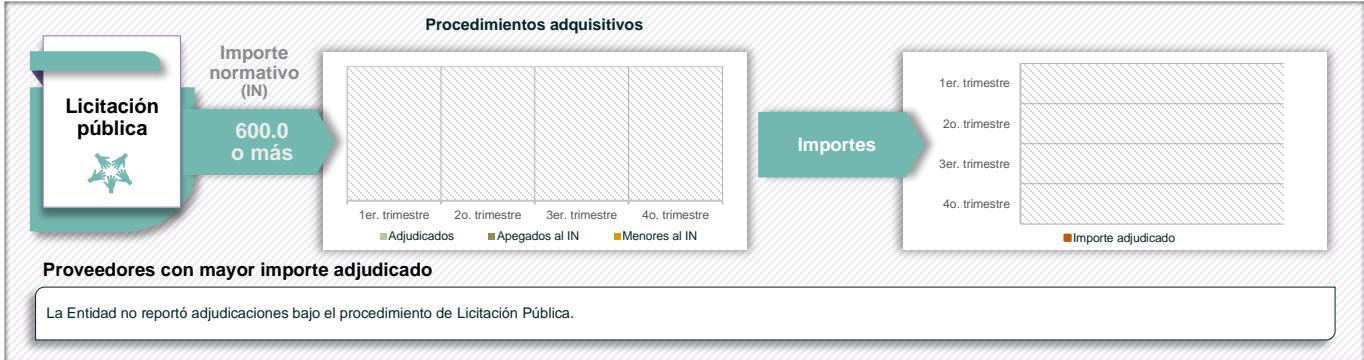 Procedimientos adquisitivos
Licitación
pública
Importe
normativo
(IN)
600.0
o más
1er. trimestre 2o. trimestre 3er. trimestre 4o. trimestre
Adjudicados Apegados al IN Menores al IN
Importes
1er. trimestre
2o. trimestre
3er. trimestre
4o. trimestre
Importe adjudicado
Proveedores con mayor importe adjudicado
La Entidad no reportó adjudicaciones bajo el procedimiento de Licitación Pública.